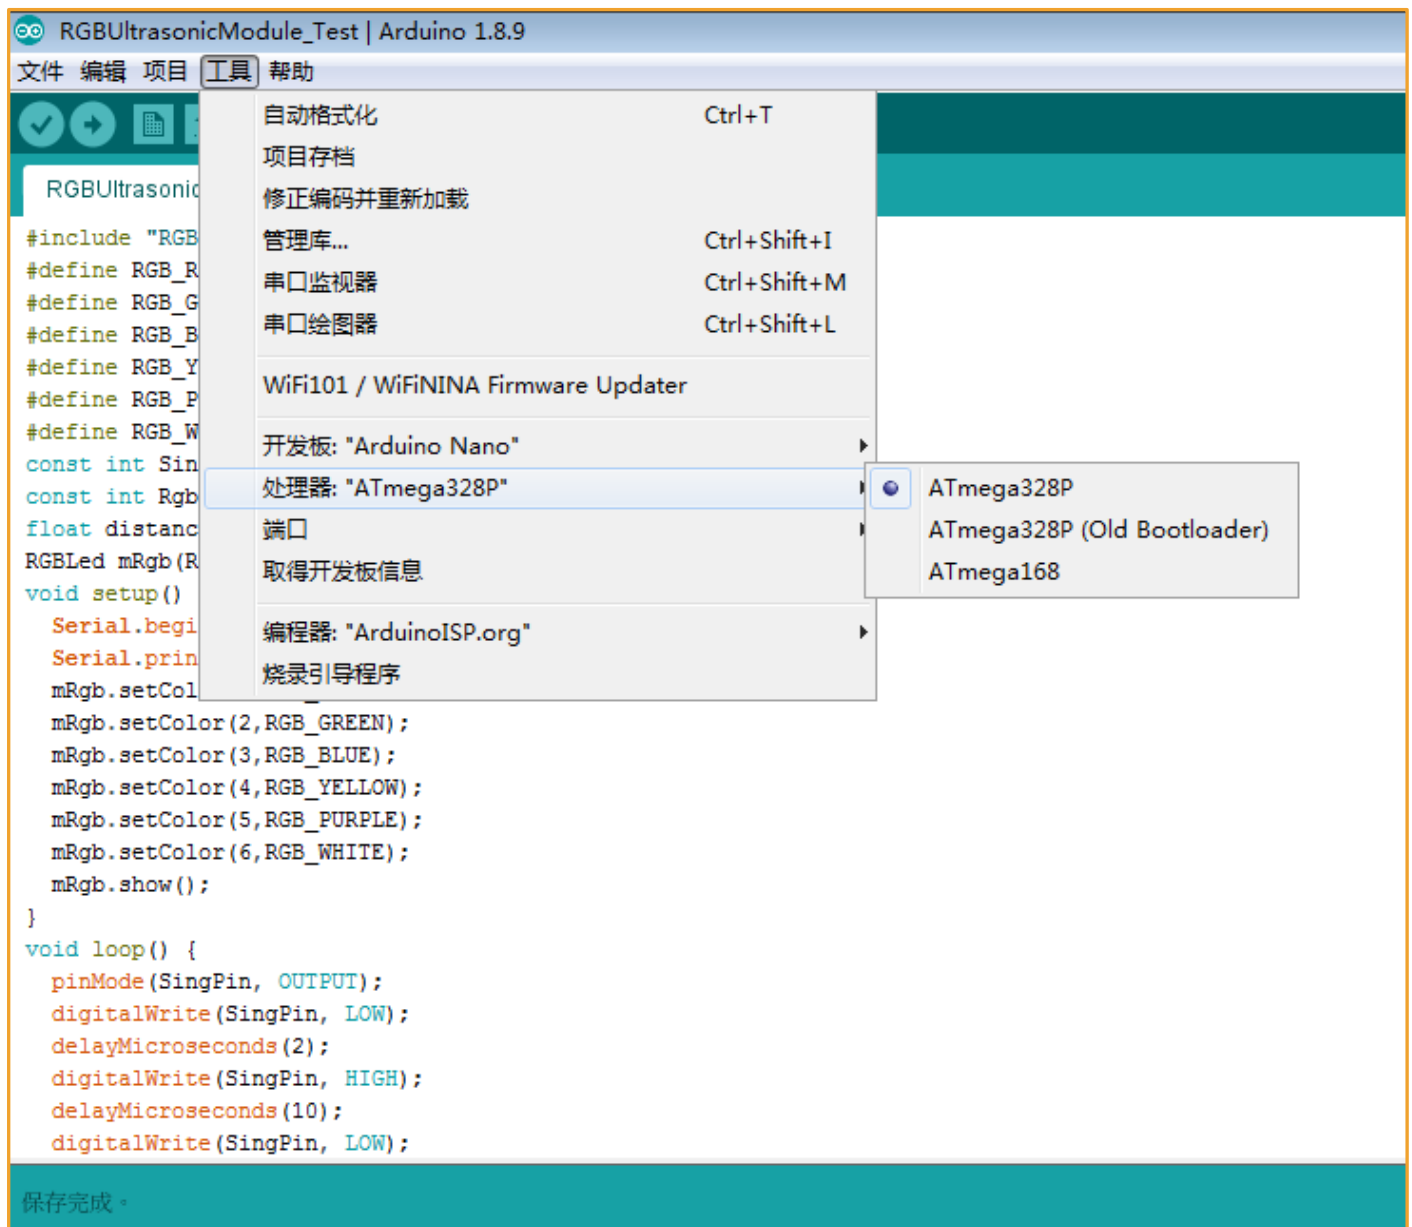 RGBUltrasonicModule_Test | Arduino 1.8.9
文件 编辑 项目 工具 帮助
自动格式化 Ctrl+T
项目存档
修正编码并重新加载
管理库... Ctrl+Shift+I
串口监视器 Ctrl+Shift+M
串口绘图器 Ctrl+Shift+L
WiFi101 / WiFiNINA Firmware Updater
开发板: "Arduino Nano"
处理器: "ATmega328P"
端口
取得开发板信息
编程器: "ArduinoISP.org"
烧录引导程序
ATmega328P
ATmega328P (Old Bootloader)
ATmega168
RGBUltrasonic
#include "RGB
#define RGB_R
#define RGB_G
#define RGB_B
#define RGB_Y
#define RGB_P
#define RGB_W
const int Sin
const int Rgb
float distanc
RGBLed mRgb(R
void setup()
Serial.begi
Serial.prin
mRgb.setCol
mRgb.setColor(2,RGB_GREEN);
mRgb.setColor(3,RGB_BLUE);
mRgb.setColor(4,RGB_YELLOW);
mRgb.setColor(5,RGB_PURPLE);
mRgb.setColor(6,RGB_WHITE);
mRgb.show();
}
void loop() {
pinMode(SingPin, OUTPUT);
digitalWrite(SingPin, LOW);
delayMicroseconds(2);
digitalWrite(SingPin, HIGH);
delayMicroseconds(10);
digitalWrite(SingPin, LOW);
保存完成。